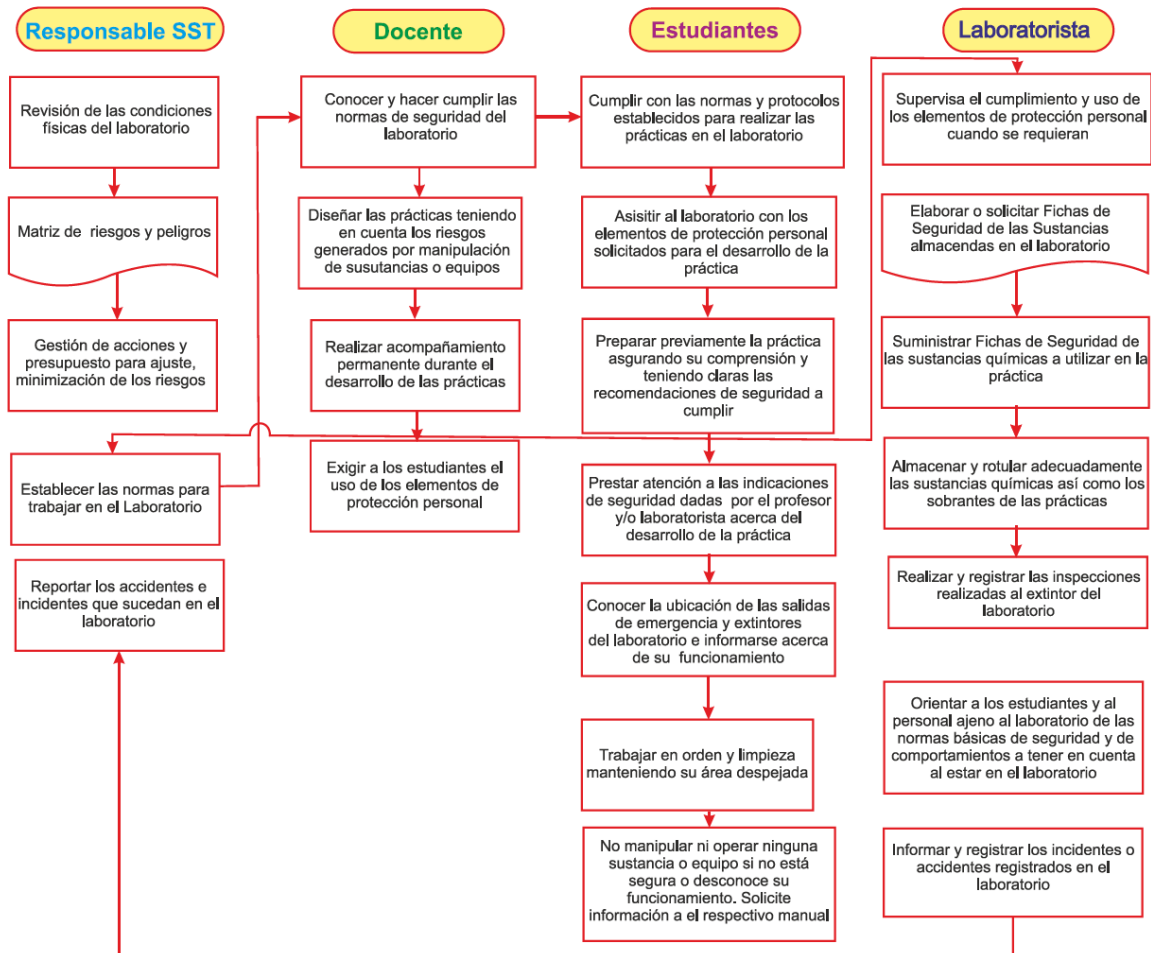 Responsable SST
Revisión de las condiciones
físicas del laboratorio
Matriz de riesgos y peligros
Gestión de acciones y
presupuesto para ajuste,
minimización de los riesgos
Establecer las normas para
trabajar en el Laboratorio
Reportar los accidentes e
incidentes que sucedan en el
laboratorio
Docente
Conocer y hacer cumplir las
normas de seguridad del
laboratorio
Diseñar las prácticas teniendo
en cuenta los riesgos
generados por manipulación
de susutancias o equipos
Realizar acompañamiento
permanente durante el
desarrollo de las prácticas
Exigir a los estudiantes el
uso de los elementos de
protección personal
Estudiantes
Cumplir con las normas y protocolos
establecidos para realizar las
prácticas en el laboratorio
Asisitir al laboratorio con los
elementos de protección personal
solicitados para el desarrollo de la
práctica
Preparar previamente la práctica
asgurando su comprensión y
teniendo claras las
recomendaciones de seguridad a
cumplir
Prestar atención a las indicaciones
de seguridad dadas por el profesor
y/o laboratorista acerca del
desarrollo de la práctica
Conocer la ubicación de las salidas
de emergencia y extintores
del laboratorio e informarse acerca
de su funcionamiento
Trabajar en orden y limpieza
manteniendo su área despejada
No manipular ni operar ninguna
sustancia o equipo si no está
segura o desconoce su
funcionamiento. Solicite
información a el respectivo manual
Laboratorista
Supervisa el cumplimiento y uso de
los elementos de protección personal
cuando se requieran
Elaborar o solicitar Fichas de
Seguridad de las Sustancias
almacendas en el laboratorio
Suministrar Fichas de Seguridad de
las sustancias químicas a utilizar en la
práctica
Almacenar y rotular adecuadamente
las sustancias químicas así como los
sobrantes de las prácticas
Realizar y registrar las inspecciones
realizadas al extintor del
laboratorio
Orientar a los estudiantes y al
personal ajeno al laboratorio de las
normas básicas de seguridad y de
comportamientos a tener en cuenta
al estar en el laboratorio
Informar y registrar los incidentes o
accidentes registrados en el
laboratorio